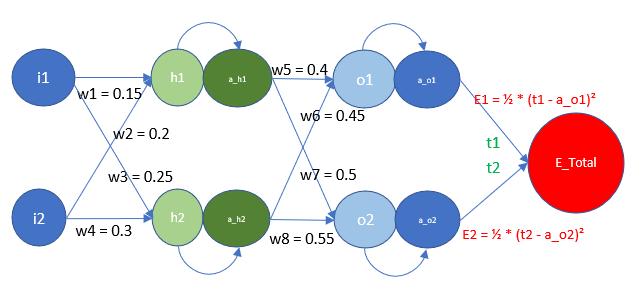 i1
h1
a_h1
w5 = 0.4
o1
a_o1
w1 = 0.15
E1 = ½ * (t1 - a_o1)²
w6 = 0.45
w2 = 0.2
t1
E_Total
t2
w3 = 0.25
w7 = 0.5
i2
h2
a_h2
o2
a_o2
w4 = 0.3
w8 = 0.55
E2 = ½ * (t2 - a_o2)²